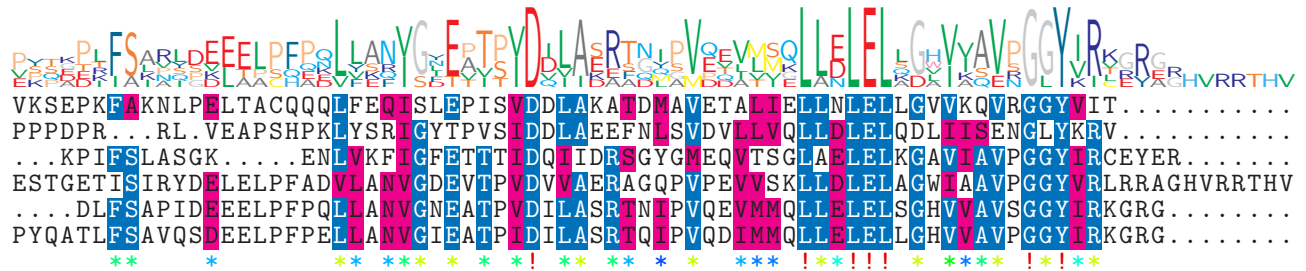 VKSEPKFAKNLPELTACQQQLFEQISLEPISVDDLAKATDMAVETALIELLNLELLGVVKQVRGGYVIT...........
PPPDPR...RL.VEAPSHPKLYSRIGYTPVSIDDLAEEFNLSVDVLLVQLLDLELQDLIISENGLYKRV...........
...KPIFSLASGK.....ENLVKFIGFETTTIDQIIDRSGYGMEQVTSGLAELELKGAVIAVPGGYIRCEYER.......
ESTGETISIRYDELELPFADVLANVGDEVTPVDVVAERAGQPVPEVVSKLLDLELAGWIAAVPGGYVRLRRAGHVRRTHV
....DLFSAPIDEEELPFPQLLANVGNEATPVDILASRTNIPVQEVMMQLLELELSGHVVAVSGGYIRKGRG........
PYQATLFSAVQSDEELPFPELLANVGIEATPIDILASRTQIPVQDIMMQLLELELLGHVVAVPGGYIRKGRG........
** * ** *** * * * ! ** ** * * *** !** !!! * **** !*! **